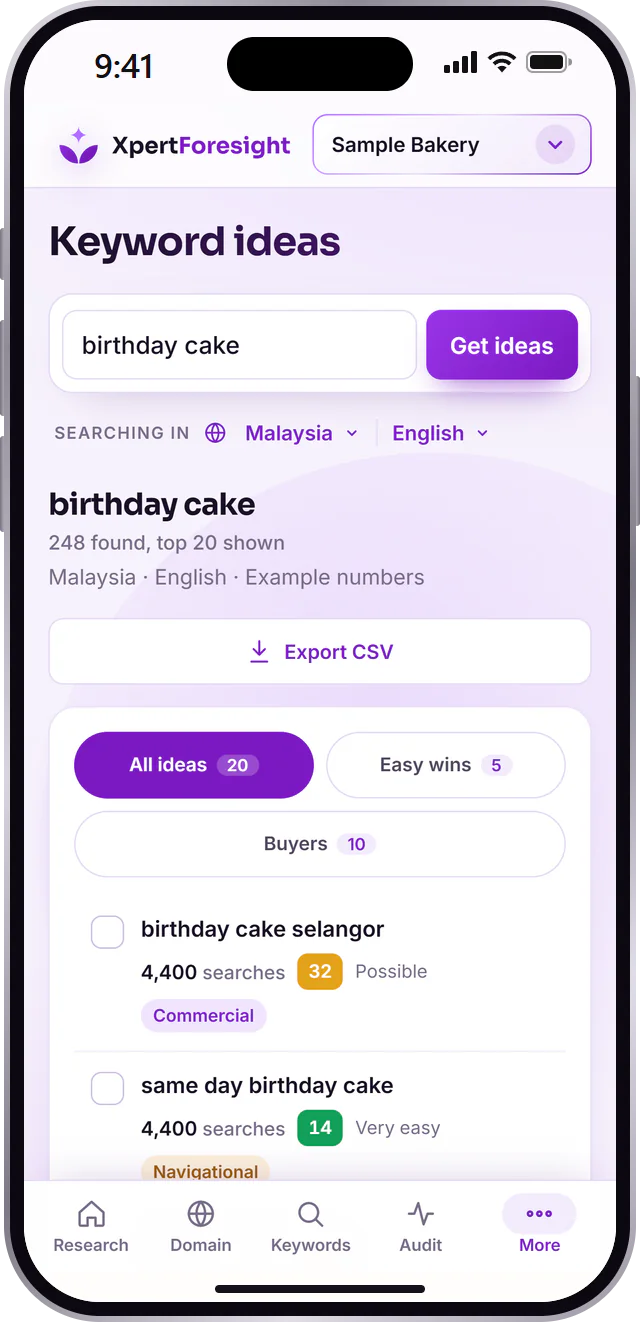 9:41
XpertForesight
Sample Bakery
Keyword ideas
birthday cake
Get ideas
SEARCHING IN Malaysia English
birthday cake
248 found, top 20 shown
Malaysia · English · Example numbers
Export CSV
All ideas 20
Easy wins 5
Buyers 10
birthday cake selangor
4,400 searches 32 Possible
Commercial
same day birthday cake
4,400 searches 14 Very easy
Navigational
Research
Domain
Keywords
Audit
More